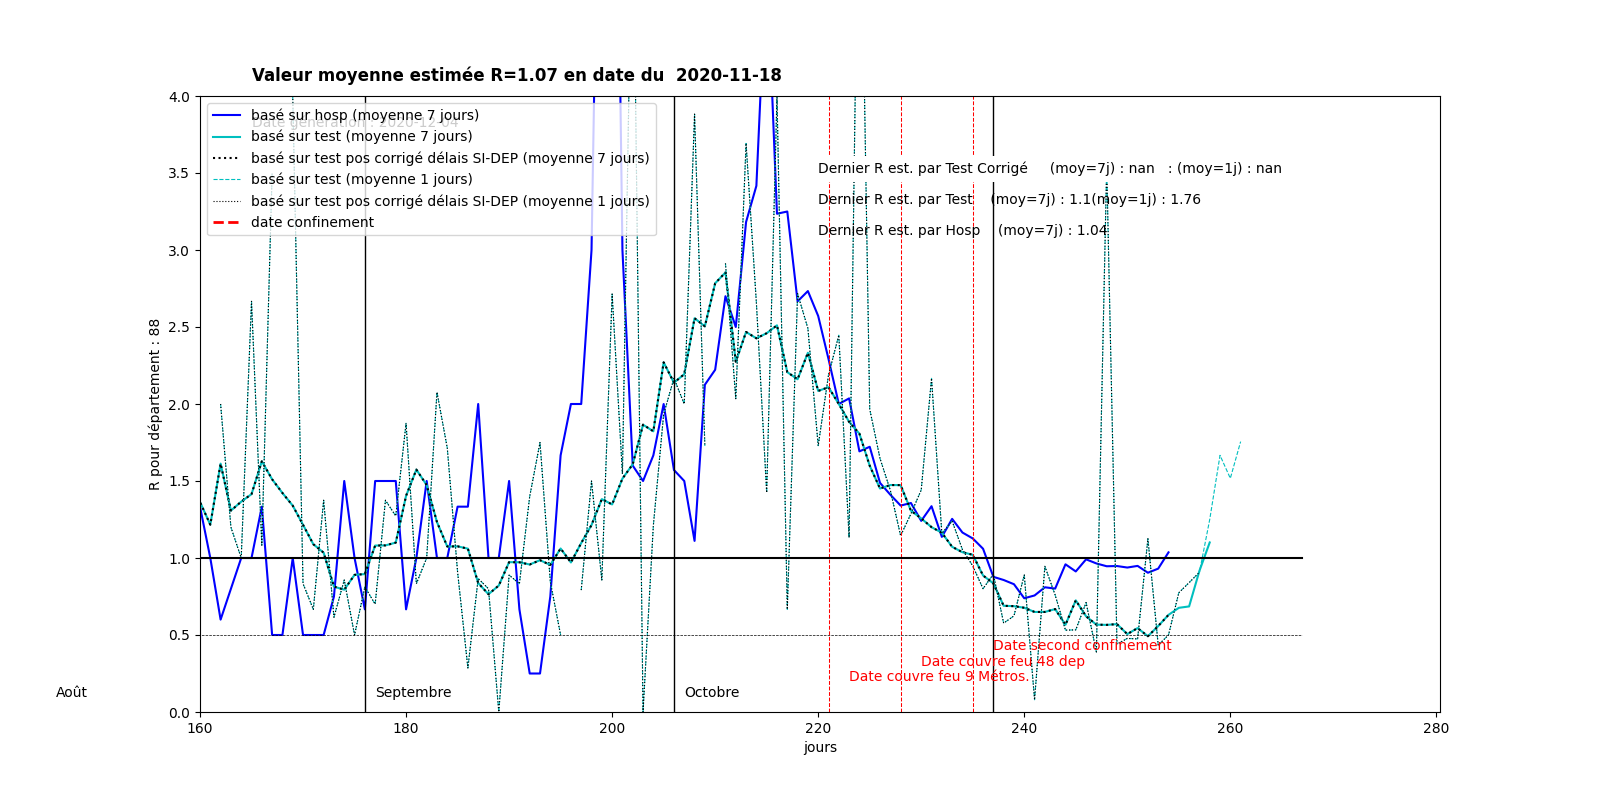 Valeur moyenne estimée R=1.07 en date du  2020-11-18
basé sur hosp (moyenne 7 jours)
Date génération : 2020-12-04
basé sur test (moyenne 7 jours)
basé sur test pos corrigé délais SI-DEP (moyenne 7 jours)
basé sur test (moyenne 1 jours)
basé sur test pos corrigé délais SI-DEP (moyenne 1 jours)
date confinement
Dernier R est. par Test Corrigé (moy=7j) : nan : (moy=1j) : nan
Dernier R est. par Test (moy=7j) : 1.1(moy=1j) : 1.76
Dernier R est. par Hosp (moy=7j) : 1.04
4.0
3.5
3.0
2.5
2.0
1.5
1.0
0.5
0.0
R pour département : 88
Date second confinement
Date couvre feu 48 dep
Date couvre feu 9 Métros.
Août
Septembre
Octobre
160 180 200 220 240 260 280
jours